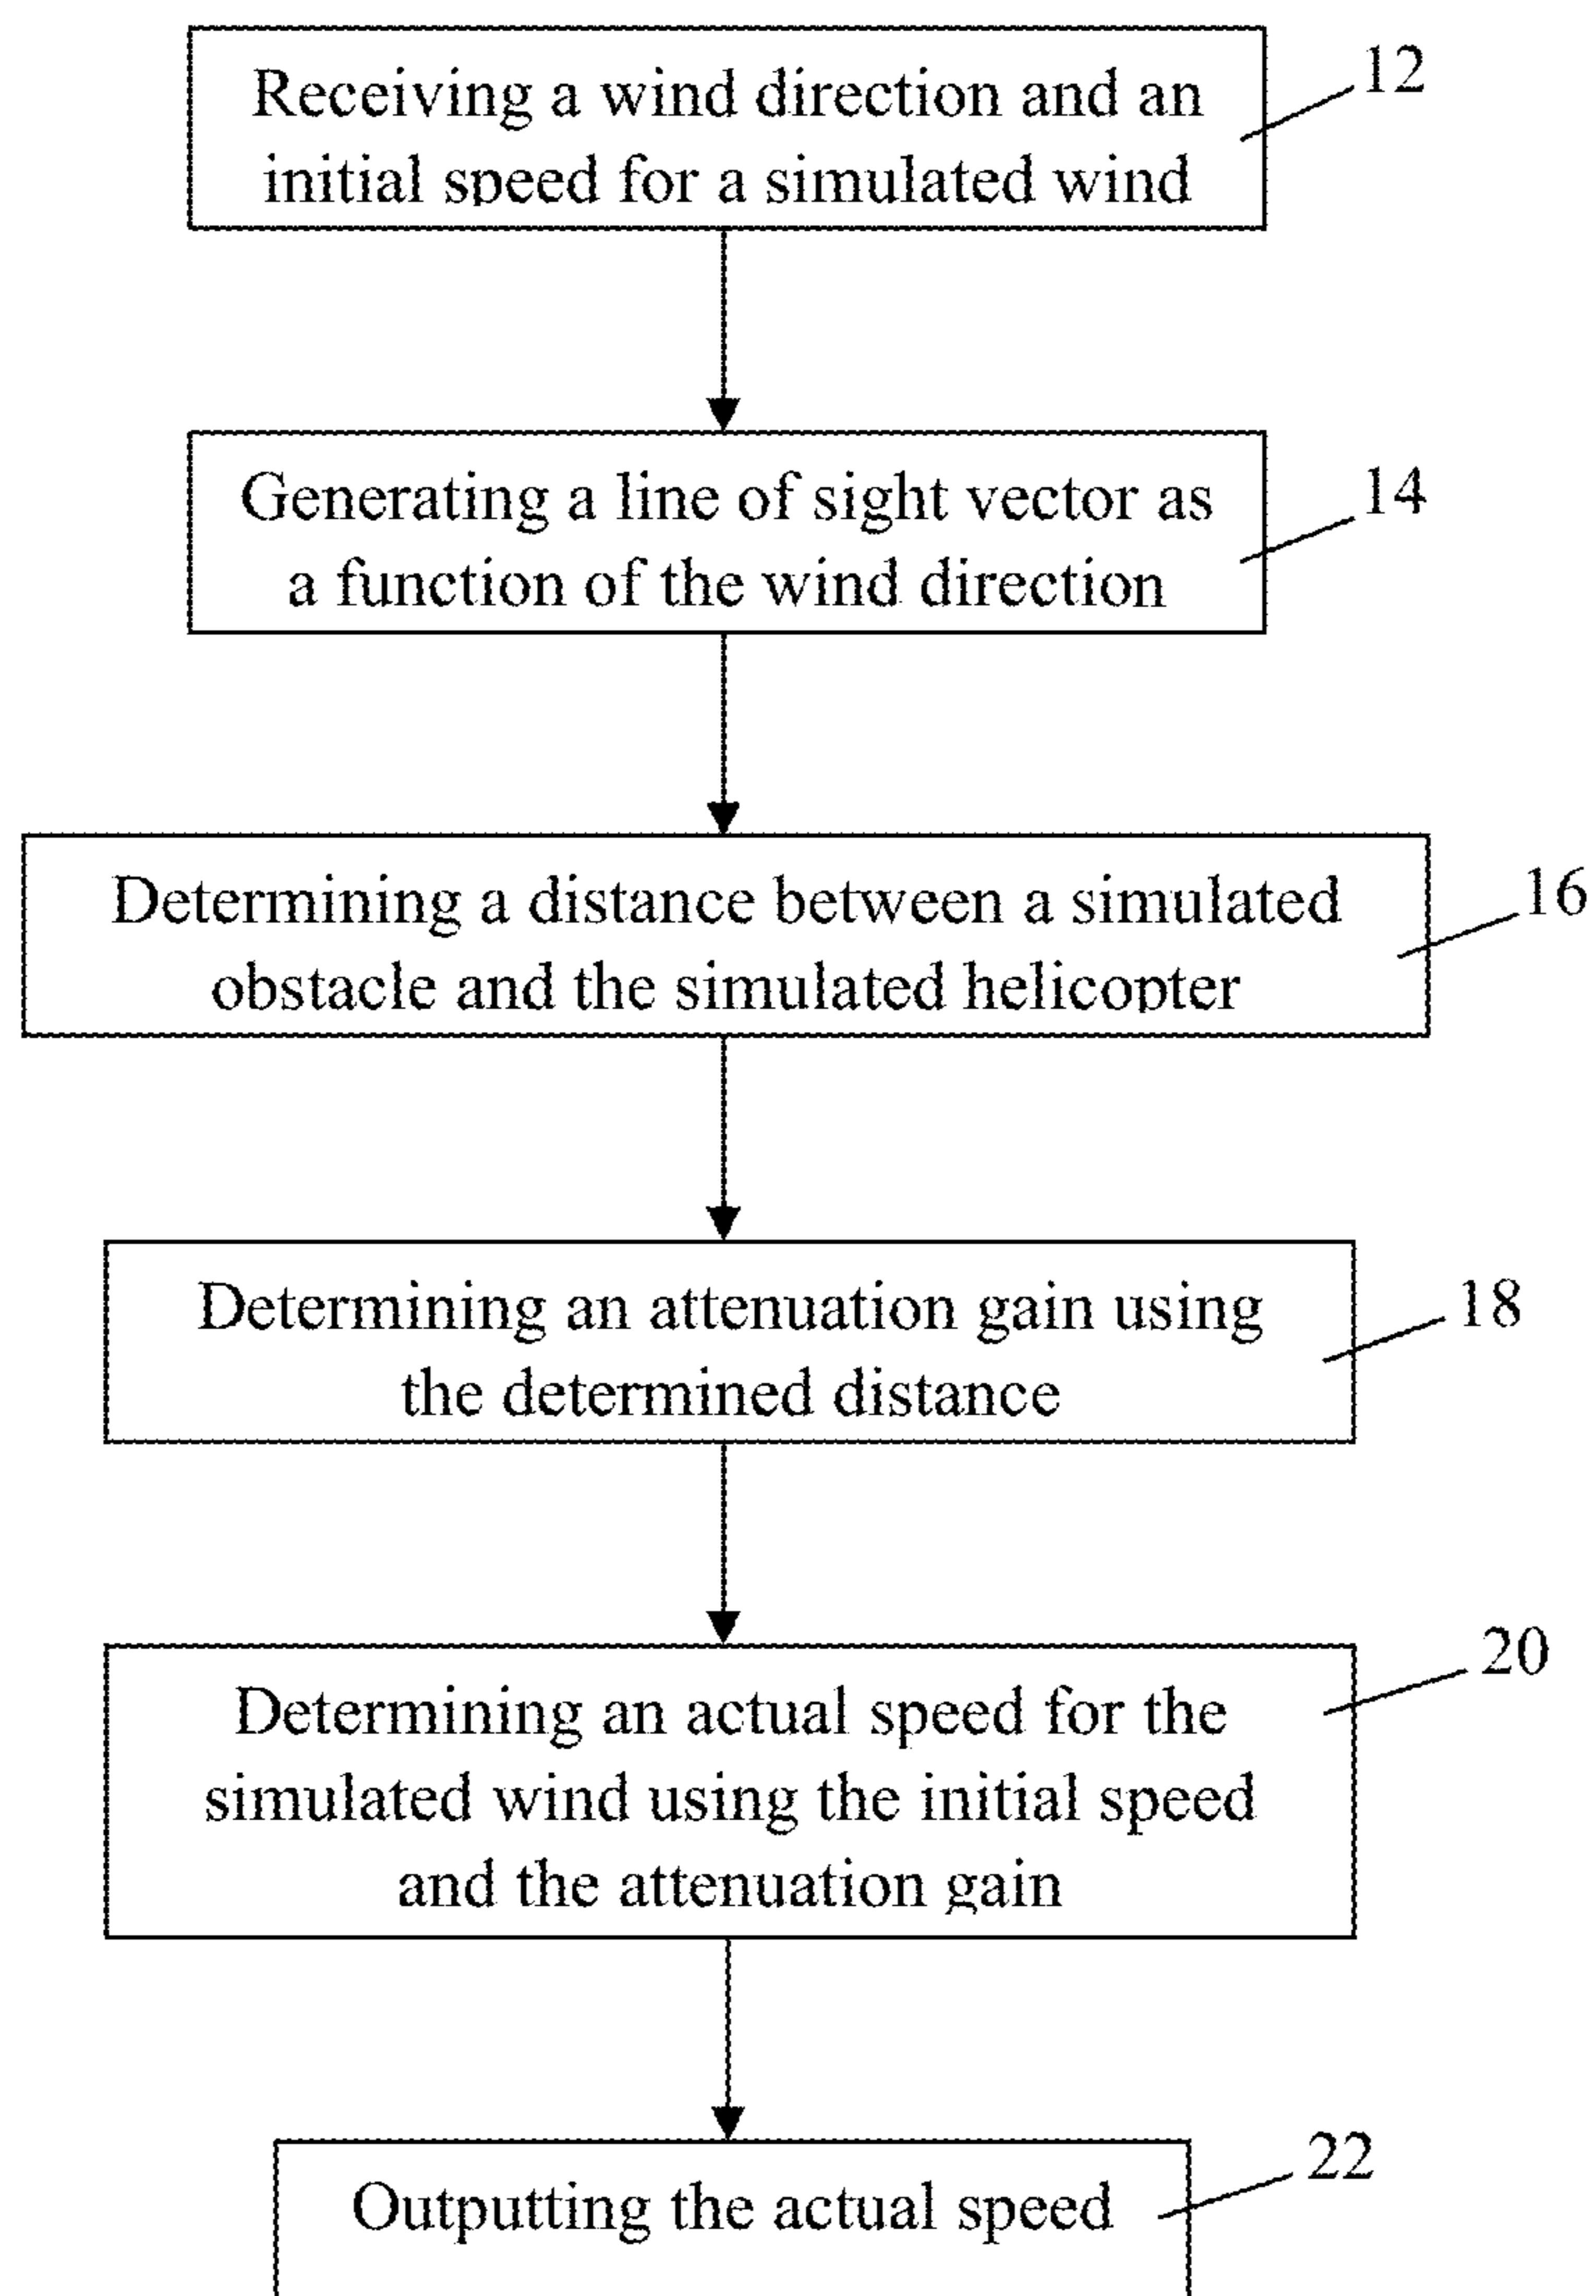 Receiving a wind direction and an
initial speed for a simulated wind
12
Generating a line of sight vector as
a function of the wind direction
14
Determining a distance between a simulated
obstacle and the simulated helicopter
16
Determining an attenuation gain using
the determined distance
18
Determining an actual speed for the
simulated wind using the initial speed
and the attenuation gain
20
Outputting the actual speed
22